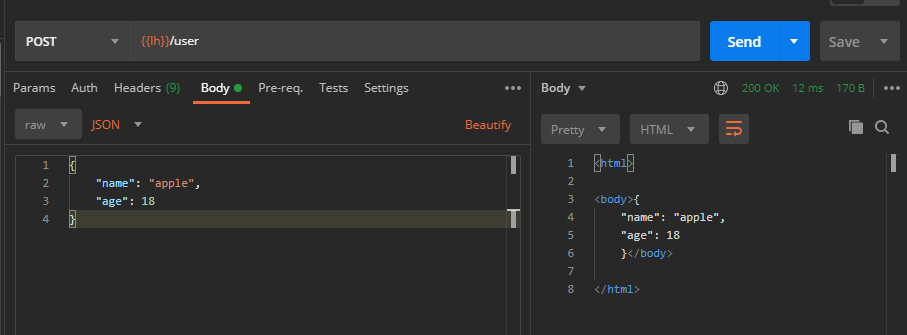 POST {{lh}}/user Send Save
Params Auth Headers (9) Body Pre-req. Tests Settings
raw JSON Beautify
1 {
2 "name": "apple",
3 "age": 18
4 }
Body 200 OK 12 ms 170 B
Pretty HTML
1 <html>
2
3 <body>{
4 "name": "apple",
5 "age": 18
6 }</body>
7
8 </html>